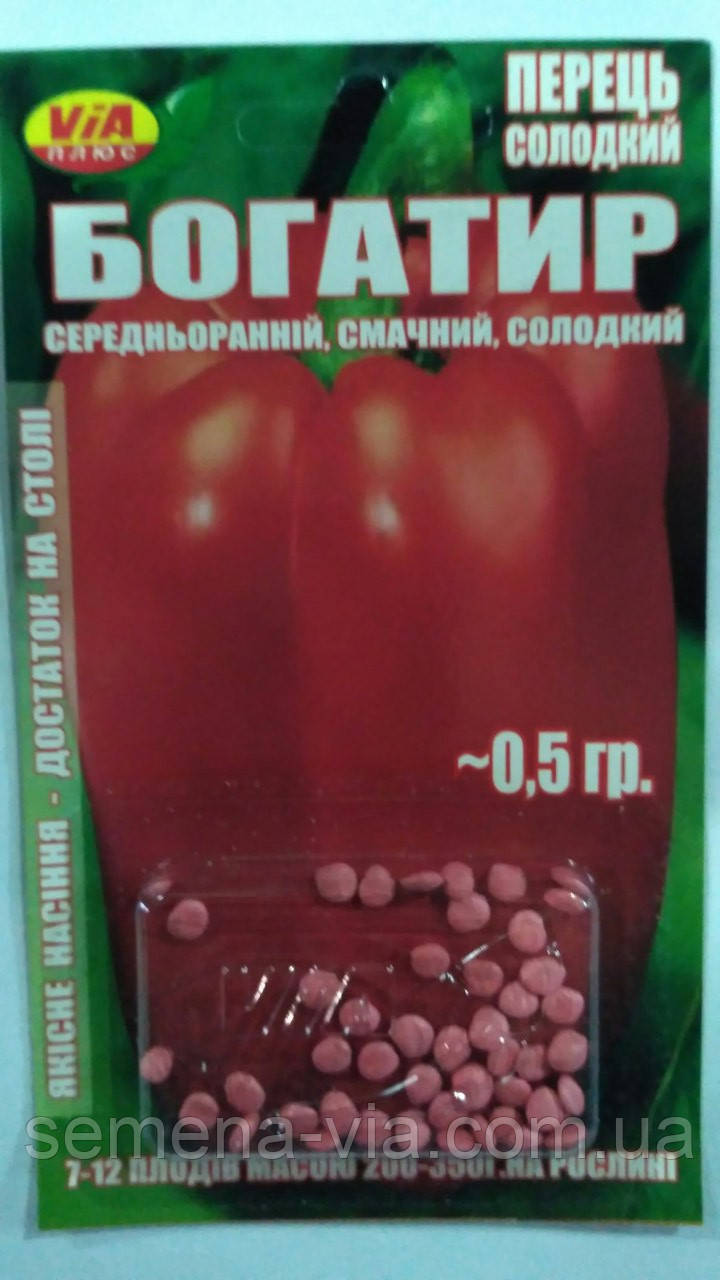 ViA
плюс
ПЕРЕЦЬ
СОЛОДКИЙ
БОГАТИР
СЕРЕДНЬОРАННІЙ, СМАЧНИЙ, СОЛОДКИЙ
ЯКІСНЕ НАСІННЯ - ДОСТАТОК НА СТОЛІ
~0,5 гр.
semena-via.com.ua
7-12 ПЛОДІВ МАСОЮ 200-350Г.НА РОСЛИНІ